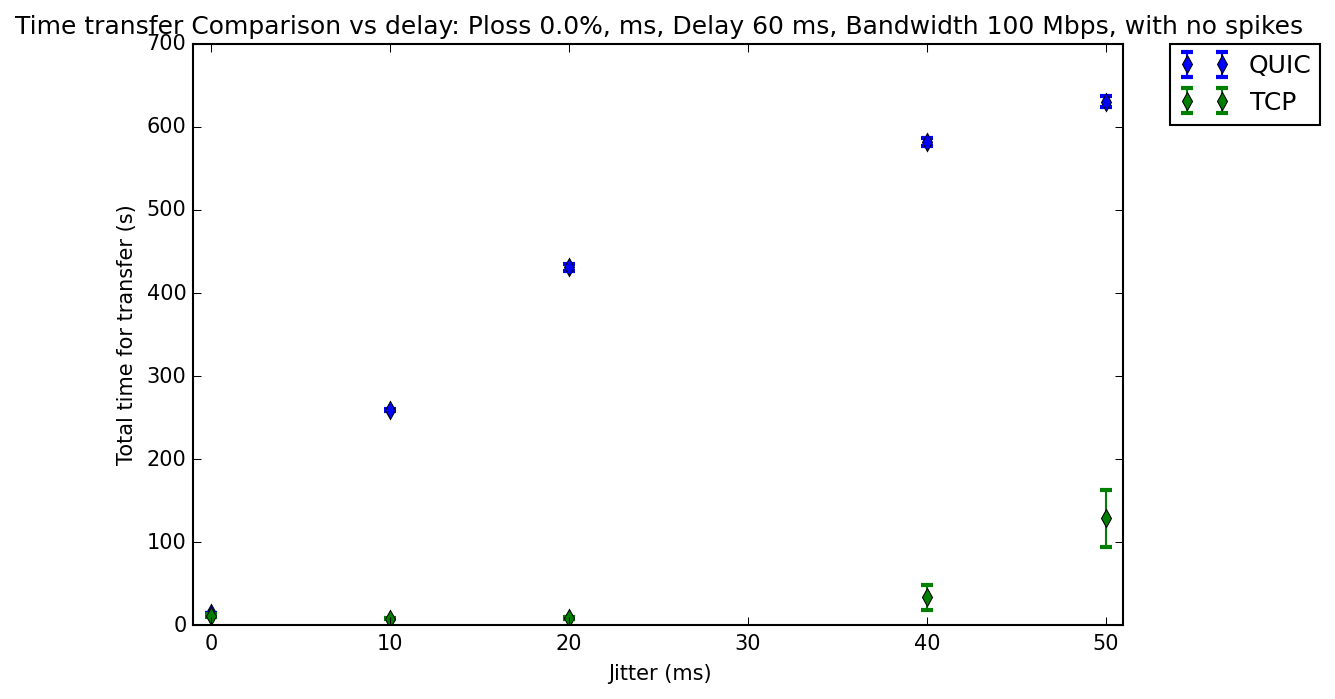 Time transfer Comparison vs delay: Ploss 0.0%, ms, Delay 60 ms, Bandwidth 100 Mbps, with no spikes
QUIC
TCP
Total time for transfer (s)
700
600
500
400
300
200
100
0
0 10 20 30 40 50
Jitter (ms)